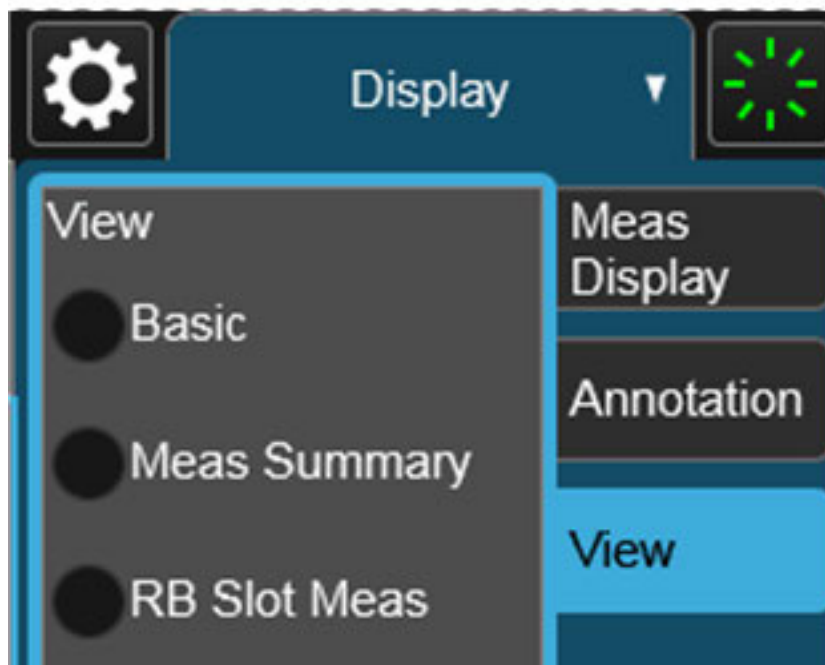 Display
View
Basic
Meas Summary
RB Slot Meas
Meas
Display
Annotation
View